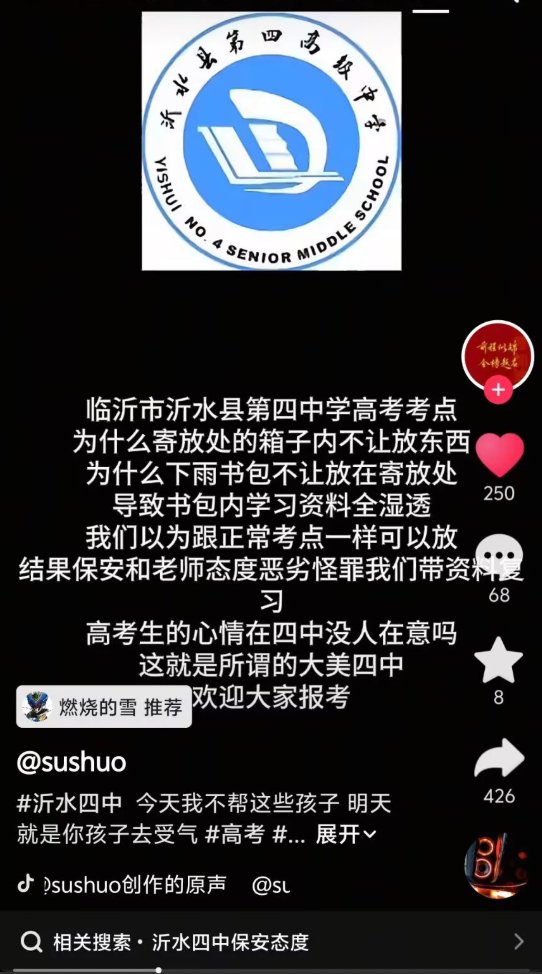 沂水县第四高级中学
YISHUI NO.4 SENIOR MIDDLE SCHOOL
临沂市沂水县第四中学高考考点
为什么寄放处的箱子内不让放东西
为什么下雨书包不让放在寄放处
导致书包内学习资料全湿透
我们以为跟正常考点一样可以放
结果保安和老师态度恶劣怪罪我们带资料复
习
高考生的心情在四中没人在意吗
这就是所谓的大美四中
欢迎大家报考
250
68
8
426
燃烧的雪 推荐
@sushuo
#沂水四中 今天我不帮这些孩子 明天
就是你孩子去受气 #高考 #... 展开
@sushuo创作的原声 @su
相关搜索· 沂水四中保安态度